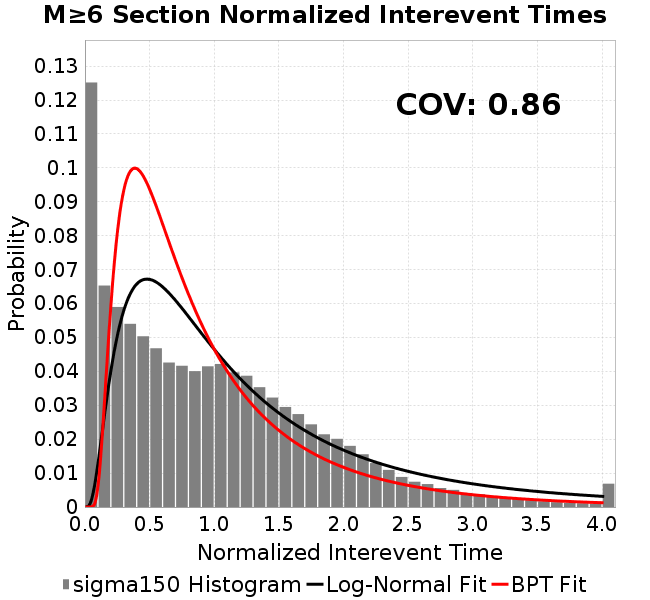 M≥6 Section Normalized Interevent Times
COV: 0.86
Probability
0.13
0.12
0.11
0.1
0.09
0.08
0.07
0.06
0.05
0.04
0.03
0.02
0.01
0
0.0 0.5 1.0 1.5 2.0 2.5 3.0 3.5 4.0
Normalized Interevent Time
sigma150 Histogram Log-Normal Fit BPT Fit